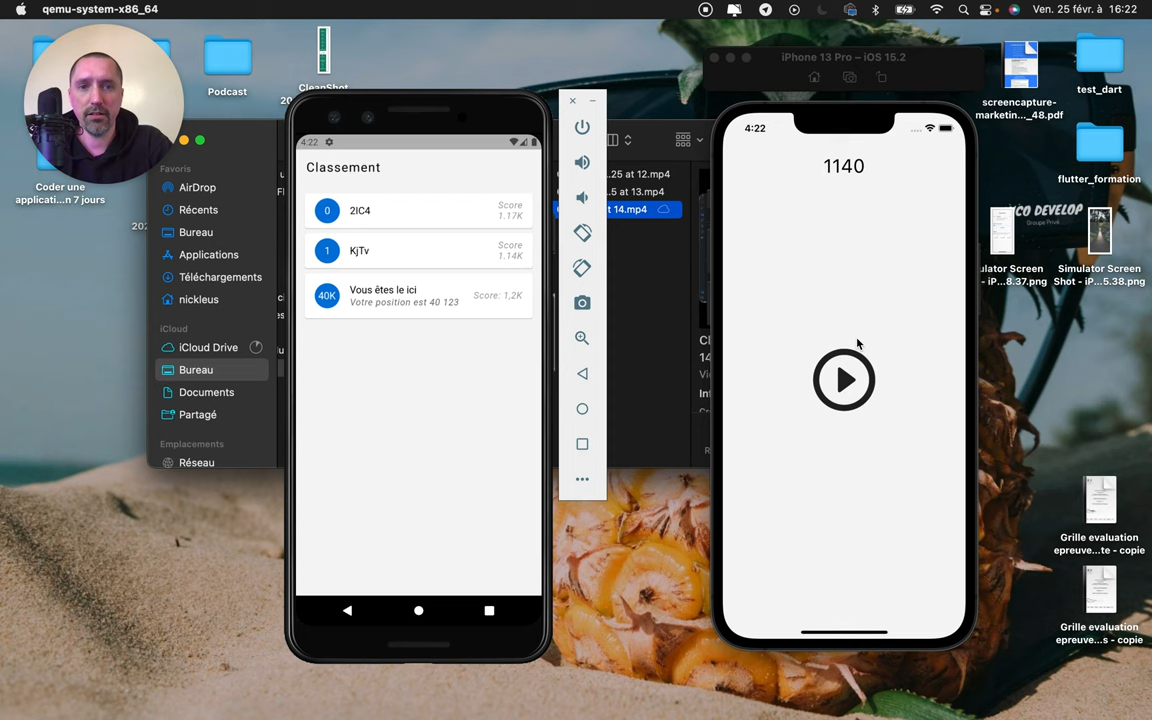 qemu-system-x86_64
Ven. 25 févr. à 16:22
Podcast
CleanShot
Coder une
applicati...n 7 jours
Favoris
AirDrop
Récents
Bureau
Applications
Téléchargements
nickleus
iCloud
iCloud Drive
Bureau
Documents
Partagé
Emplacements
Réseau
4:22
Classement
0
2IC4
Score
1.17K
1
KjTv
Score
1.14K
40K
Vous êtes le ici
Votre position est 40 123
Score: 1,2K
...25 at 12.mp4
...5 at 13.mp4
t 14.mp4
iPhone 13 Pro – iOS 15.2
4:22
1140
screencapture-
marketin..._48.pdf
test_dart
flutter_formation
CO DEVELOP
Groupe Privé
ulator Screen
Shot - iP...8.37.png
Simulator Screen
Shot - iP...5.38.png
Grille evaluation
epreuve...te - copie
Grille evaluation
epreuve...s - copie